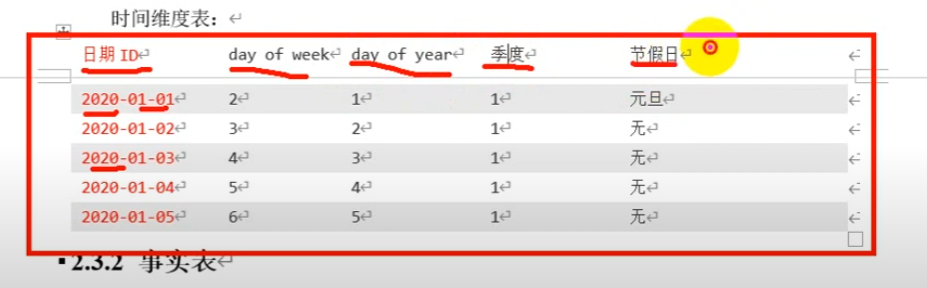 时间维度表：
日期 ID day of week day of year 季度 节假日
2020-01-01 2 1 1 元旦
2020-01-02 3 2 1 无
2020-01-03 4 3 1 无
2020-01-04 5 4 1 无
2020-01-05 6 5 1 无
2.3.2 事实表